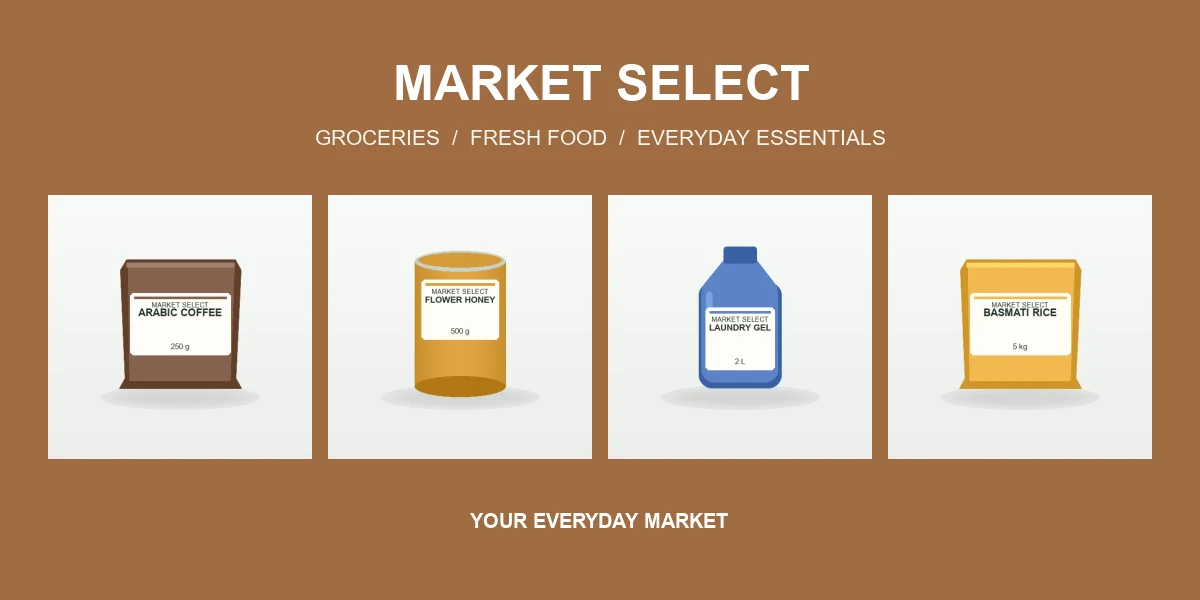 MARKET SELECT
GROCERIES / FRESH FOOD / EVERYDAY ESSENTIALS
MARKET SELECT
ARABIC COFFEE
250 g
MARKET SELECT
FLOWER HONEY
500 g
MARKET SELECT
LAUNDRY GEL
2 L
MARKET SELECT
BASMATI RICE
5 kg
YOUR EVERYDAY MARKET